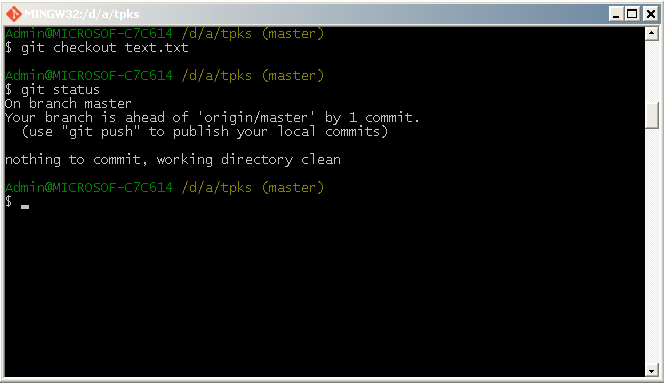 MINGW32:/d/a/tpks
Admin@MICROSOF-C7C614 /d/a/tpks (master)
$ git checkout text.txt
Admin@MICROSOF-C7C614 /d/a/tpks (master)
$ git status
On branch master
Your branch is ahead of 'origin/master' by 1 commit.
  (use "git push" to publish your local commits)
nothing to commit, working directory clean
Admin@MICROSOF-C7C614 /d/a/tpks (master)
$